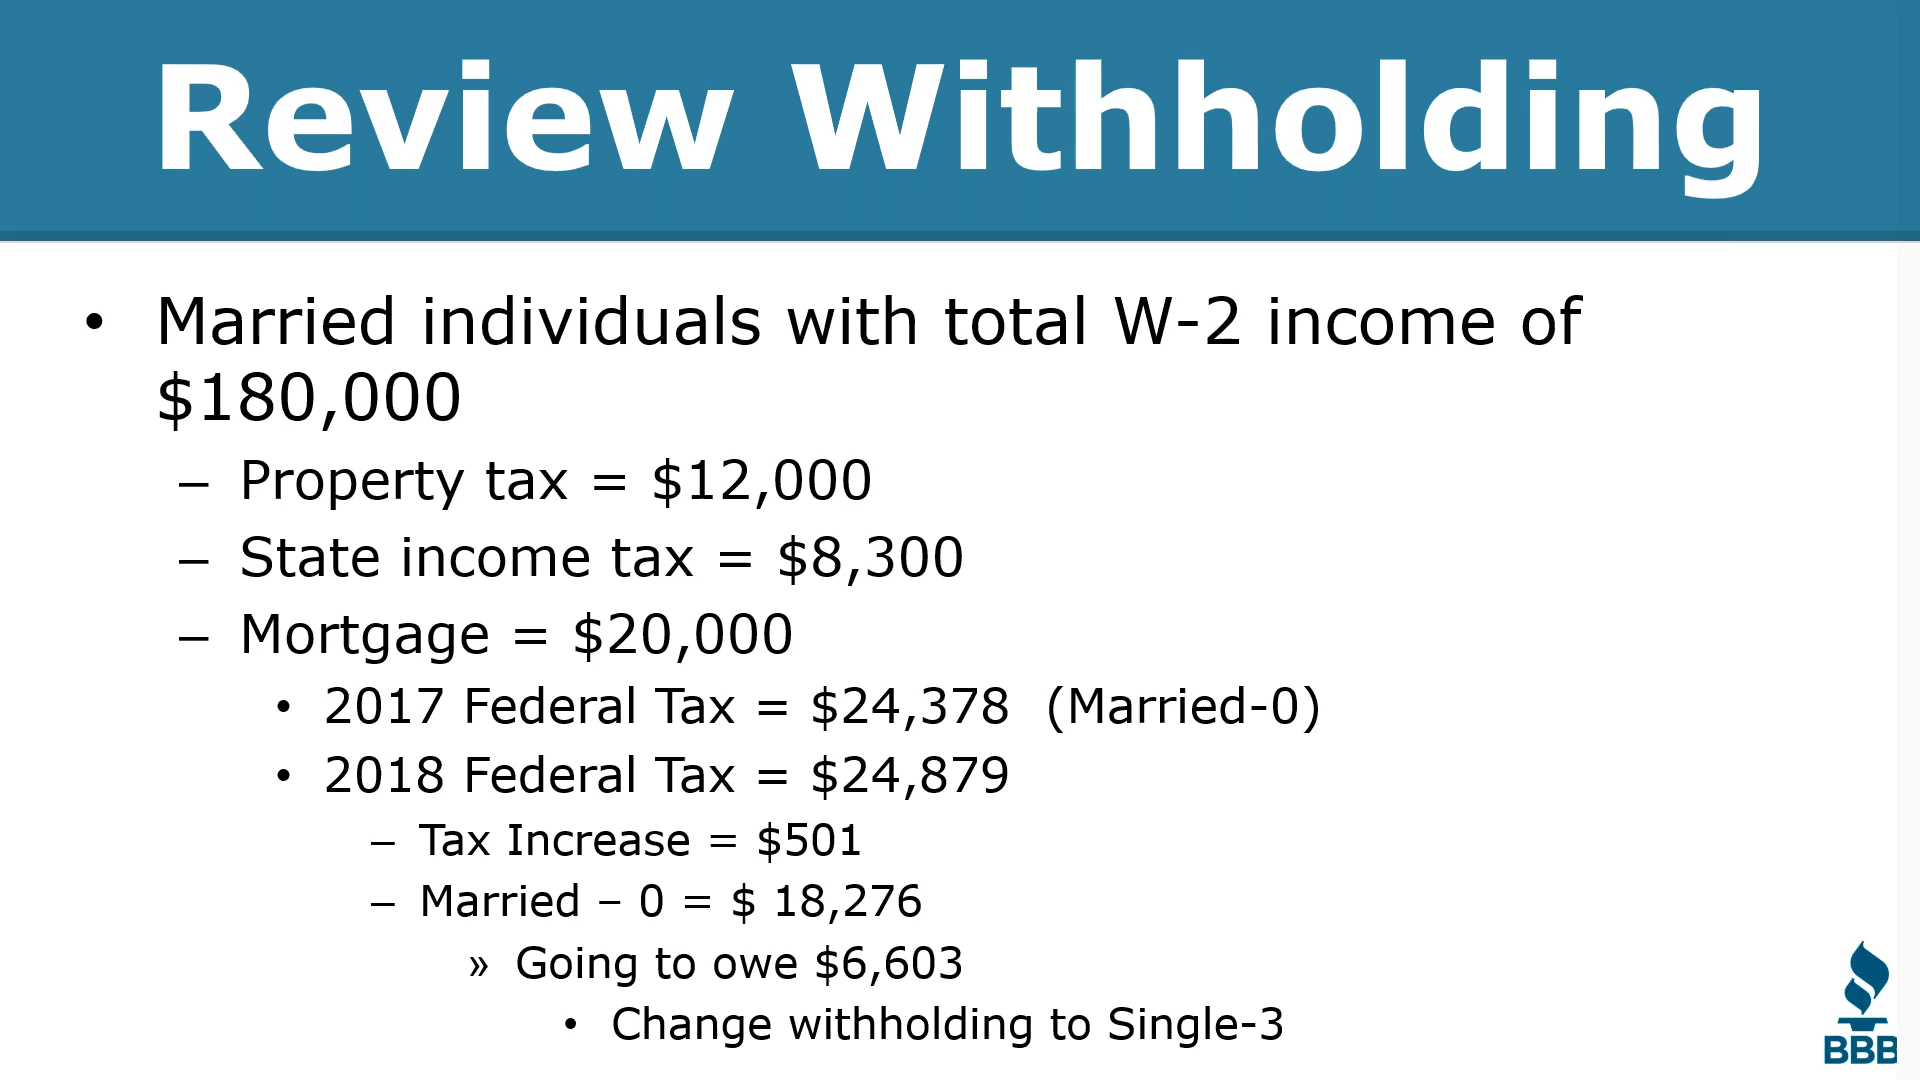 Review Withholding
• Married individuals with total W-2 income of
$180,000
– Property tax = $12,000
– State income tax = $8,300
– Mortgage = $20,000
• 2017 Federal Tax = $24,378 (Married-0)
• 2018 Federal Tax = $24,879
– Tax Increase = $501
– Married – 0 = $ 18,276
» Going to owe $6,603
• Change withholding to Single-3
BBB